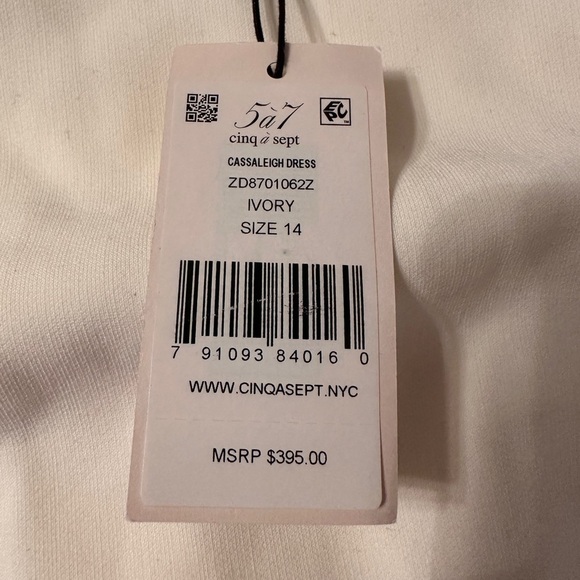 5à7
cinq à sept
CASSALEIGH DRESS
ZD8701062Z
IVORY
SIZE 14
7 91093 84016 0
WWW.CINQASEPT.NYC
MSRP $395.00